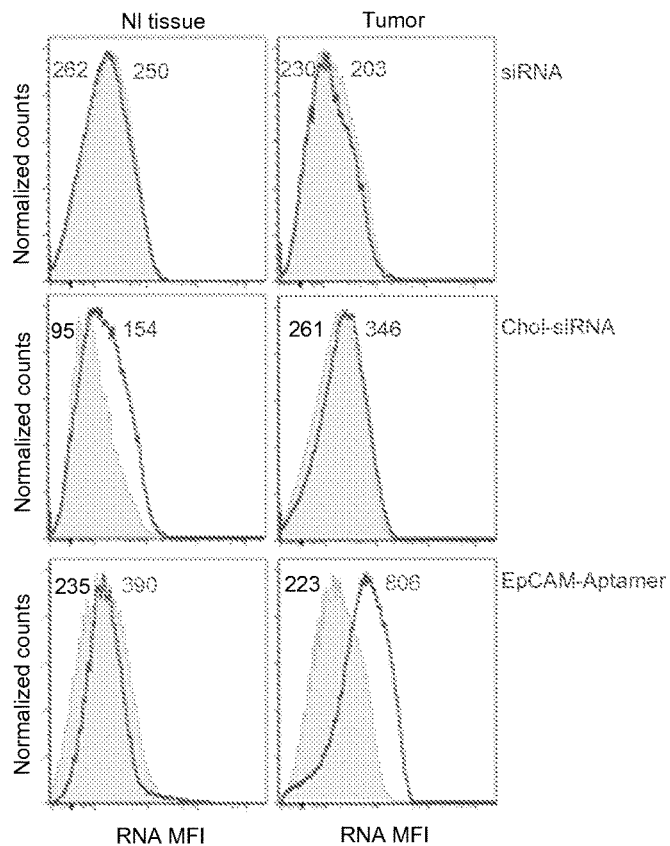 NI tissue Tumor
262 250 230 203 siRNA
Normalized counts
95 154 261 346 Chol-siRNA
Normalized counts
235 390 223 806 EpCAM-Aptamer
Normalized counts
RNA MFI RNA MFI